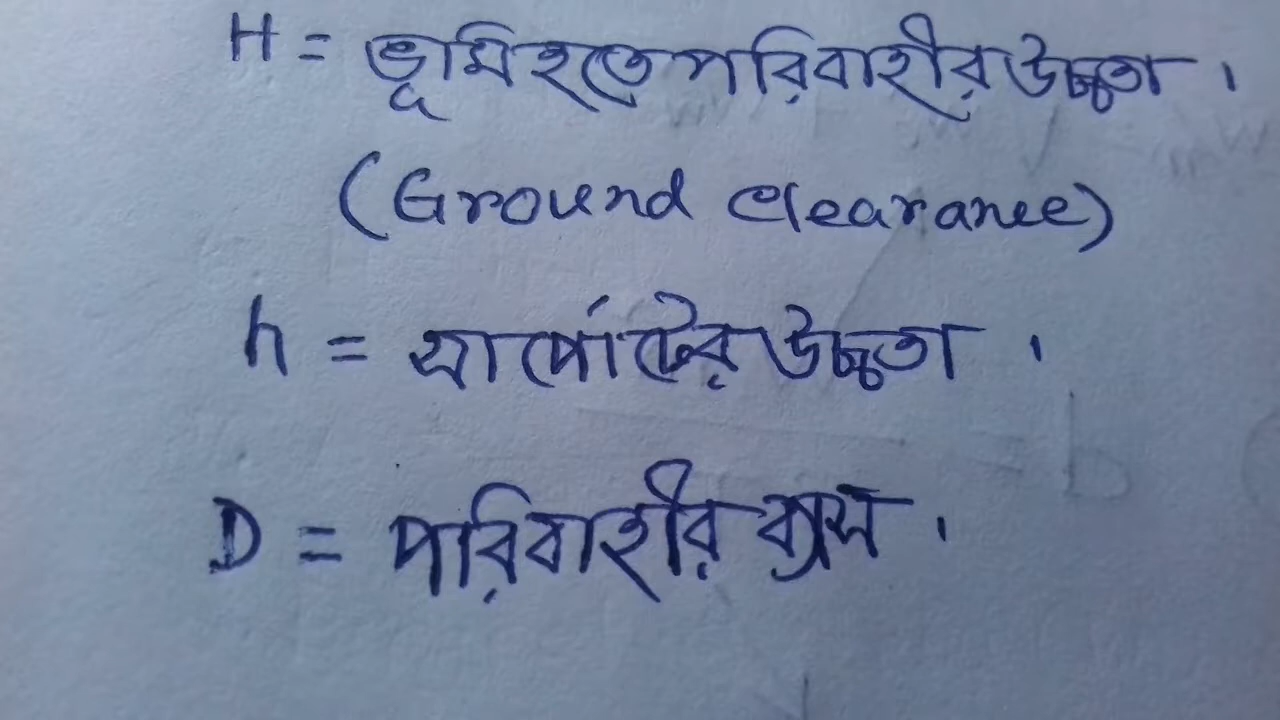 H = ভূমি হতে পরিবাহীর উচ্চতা ।
(Ground Clearance)
h = সার্পোটের উচ্চতা ।
D = পরিবাহীর ব্যাস ।